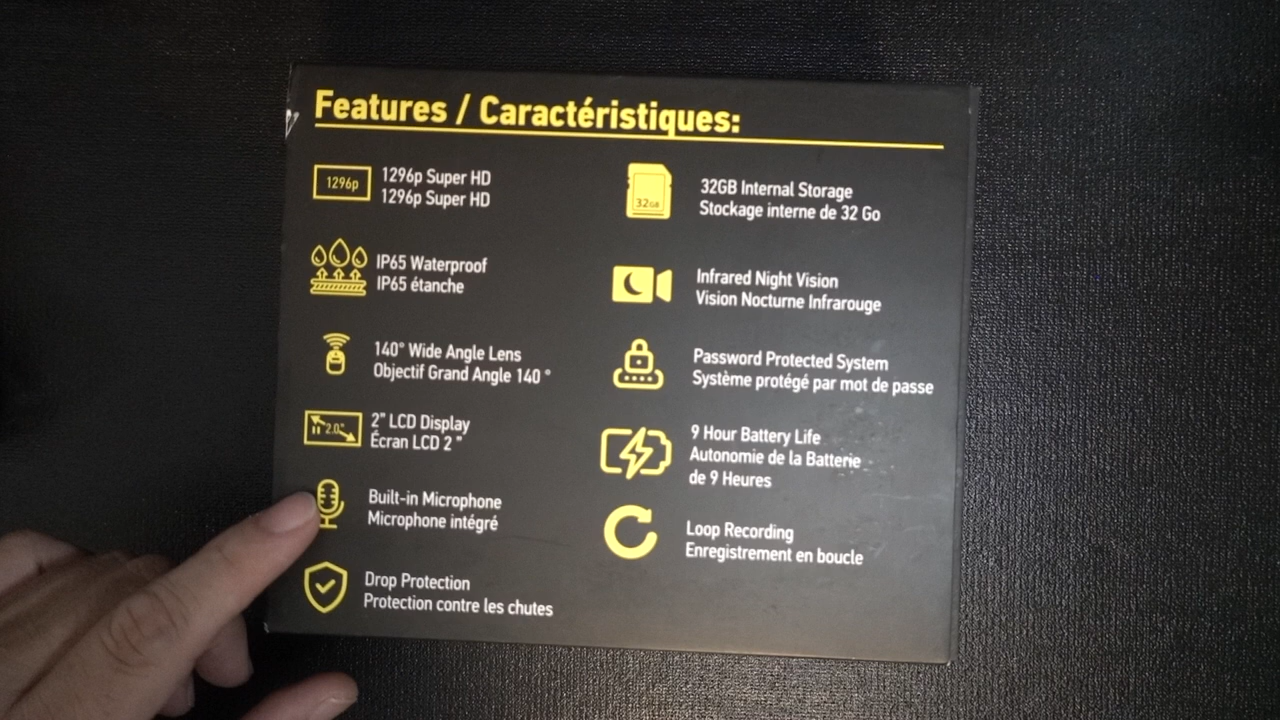 Features / Caractéristiques:
1296p
1296p Super HD
1296p Super HD
IP65 Waterproof
IP65 étanche
140° Wide Angle Lens
Objectif Grand Angle 140 °
2.0"
2" LCD Display
Écran LCD 2 "
Built-in Microphone
Microphone intégré
Drop Protection
Protection contre les chutes
32GB
32GB Internal Storage
Stockage interne de 32 Go
Infrared Night Vision
Vision Nocturne Infrarouge
Password Protected System
Système protégé par mot de passe
9 Hour Battery Life
Autonomie de la Batterie
de 9 Heures
Loop Recording
Enregistrement en boucle